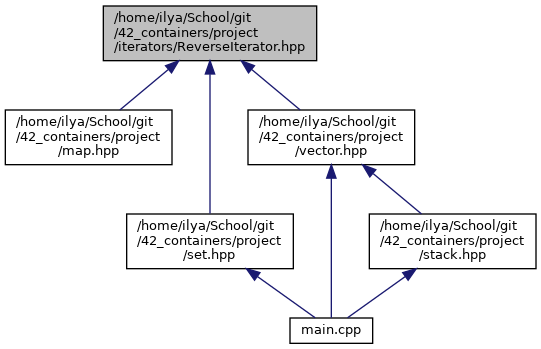 /home/ilya/School/git
/42_containers/project
/iterators/ReverseIterator.hpp
/home/ilya/School/git
/42_containers/project
/map.hpp
/home/ilya/School/git
/42_containers/project
/vector.hpp
/home/ilya/School/git
/42_containers/project
/set.hpp
/home/ilya/School/git
/42_containers/project
/stack.hpp
main.cpp